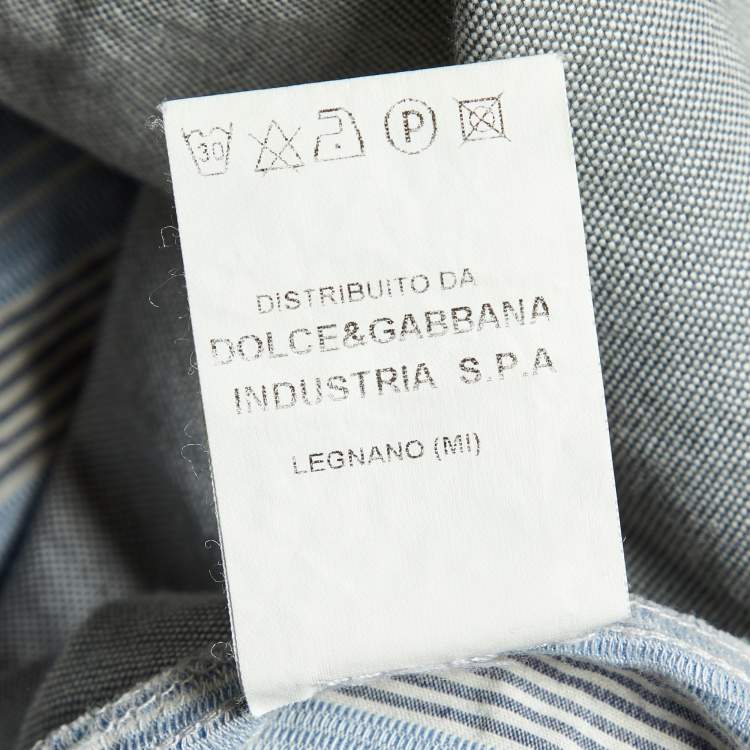 30 P
DISTRIBUITO DA
DOLCE&GABBANA
INDUSTRIA S.P.A
LEGNANO (MI)